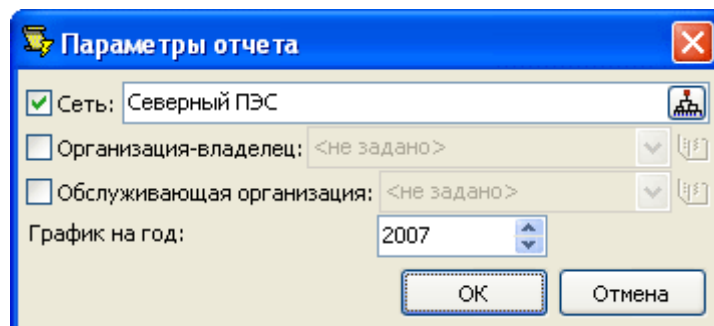 Параметры отчета
Сеть: Северный ПЭС
Организация-владелец: <не задано>
Обслуживающая организация: <не задано>
График на год: 2007
ОК Отмена